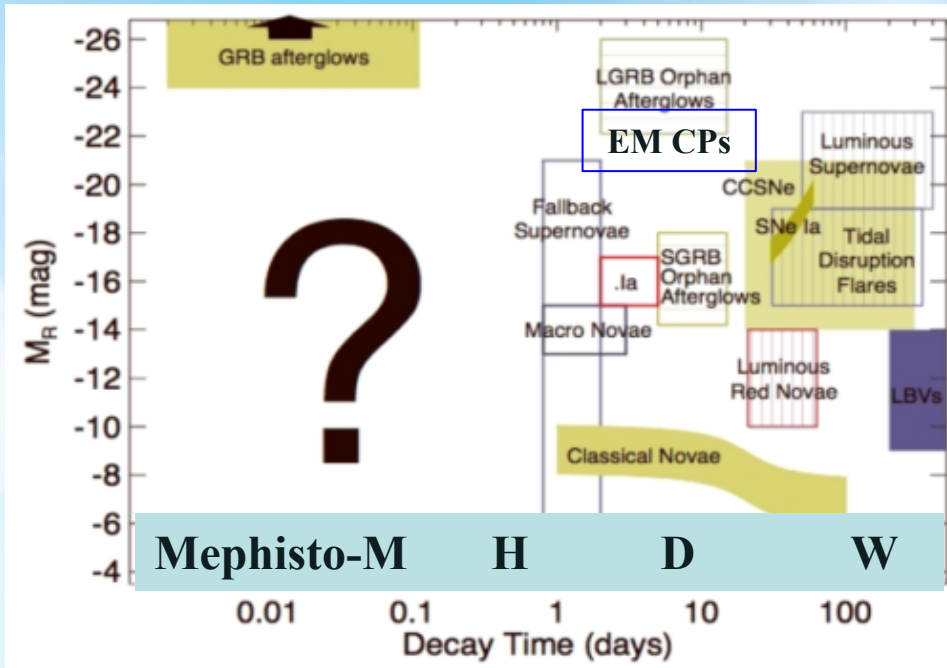 -26
-24
-22
-20
-18
-16
-14
-12
-10
-8
-6
-4
M_R (mag)
GRB afterglows
LGRB Orphan
Afterglows
EM CPs
Luminous
Supernovae
CCSNe
Fallback
Supernovae
SNe Ia
Tidal
Disruption
Flares
.Ia
SGRB
Orphan
Afterglows
?
Macro Novae
Luminous
Red Novae
LBVs
Classical Novae
Mephisto-M H D W
0.01 0.1 1 10 100
Decay Time (days)